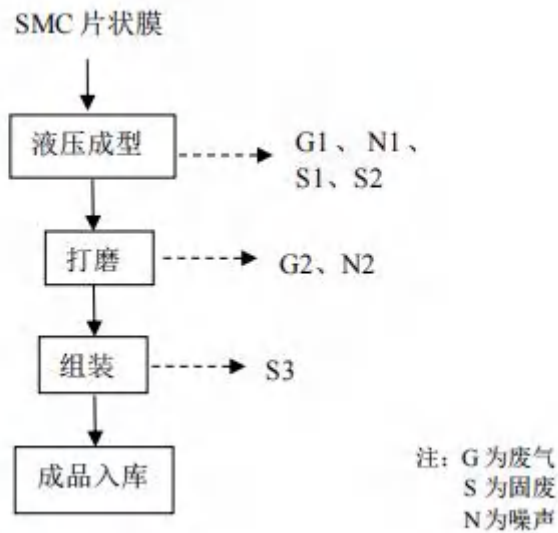 SMC 片状膜
液压成型
G1、 N1、
S1、S2
打磨
G2、N2
组装
S3
成品入库
注：G 为废气
S 为固废
N 为噪声